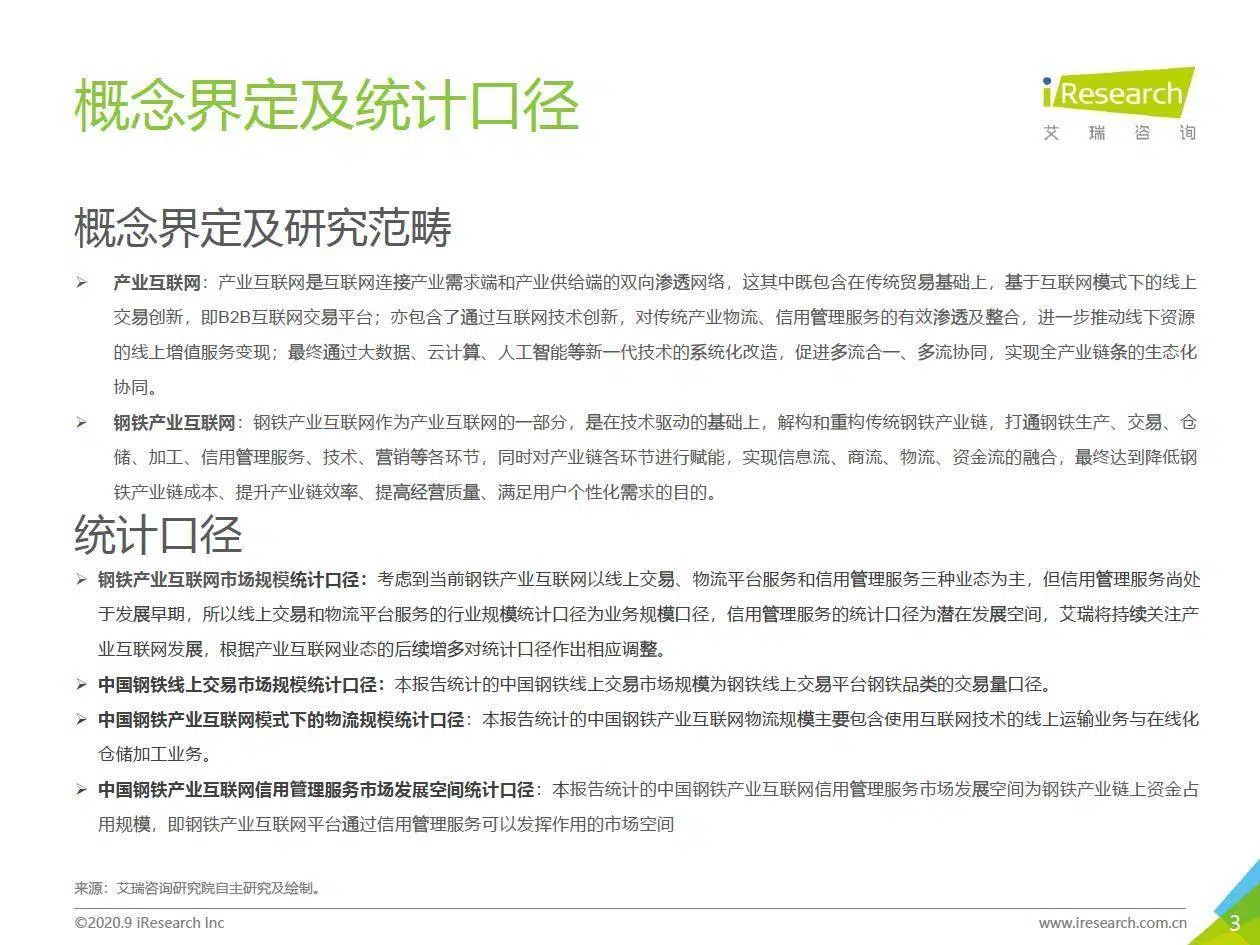 概念界定及统计口径
iResearch
艾 瑞 咨 询
概念界定及研究范畴
➢ 产业互联网：产业互联网是互联网连接产业需求端和产业供给端的双向渗透网络，这其中既包含在传统贸易基础上，基于互联网模式下的线上
交易创新，即B2B互联网交易平台；亦包含了通过互联网技术创新，对传统产业物流、信用管理服务的有效渗透及整合，进一步推动线下资源
的线上增值服务变现；最终通过大数据、云计算、人工智能等新一代技术的系统化改造，促进多流合一、多流协同，实现全产业链条的生态化
协同。
➢ 钢铁产业互联网：钢铁产业互联网作为产业互联网的一部分，是在技术驱动的基础上，解构和重构传统钢铁产业链，打通钢铁生产、交易、仓
储、加工、信用管理服务、技术、营销等各环节，同时对产业链各环节进行赋能，实现信息流、商流、物流、资金流的融合，最终达到降低钢
铁产业链成本、提升产业链效率、提高经营质量、满足用户个性化需求的目的。
统计口径
➢ 钢铁产业互联网市场规模统计口径：考虑到当前钢铁产业互联网以线上交易、物流平台服务和信用管理服务三种业态为主，但信用管理服务尚处
于发展早期，所以线上交易和物流平台服务的行业规模统计口径为业务规模口径，信用管理服务的统计口径为潜在发展空间，艾瑞将持续关注产
业互联网发展，根据产业互联网业态的后续增多对统计口径作出相应调整。
➢ 中国钢铁线上交易市场规模统计口径：本报告统计的中国钢铁线上交易市场规模为钢铁线上交易平台钢铁品类的交易量口径。
➢ 中国钢铁产业互联网模式下的物流规模统计口径：本报告统计的中国钢铁产业互联网物流规模主要包含使用互联网技术的线上运输业务与在线化
仓储加工业务。
➢ 中国钢铁产业互联网信用管理服务市场发展空间统计口径：本报告统计的中国钢铁产业互联网信用管理服务市场发展空间为钢铁产业链上资金占
用规模，即钢铁产业互联网平台通过信用管理服务可以发挥作用的市场空间
来源：艾瑞咨询研究院自主研究及绘制。
©2020.9 iResearch Inc
www.iresearch.com.cn
3